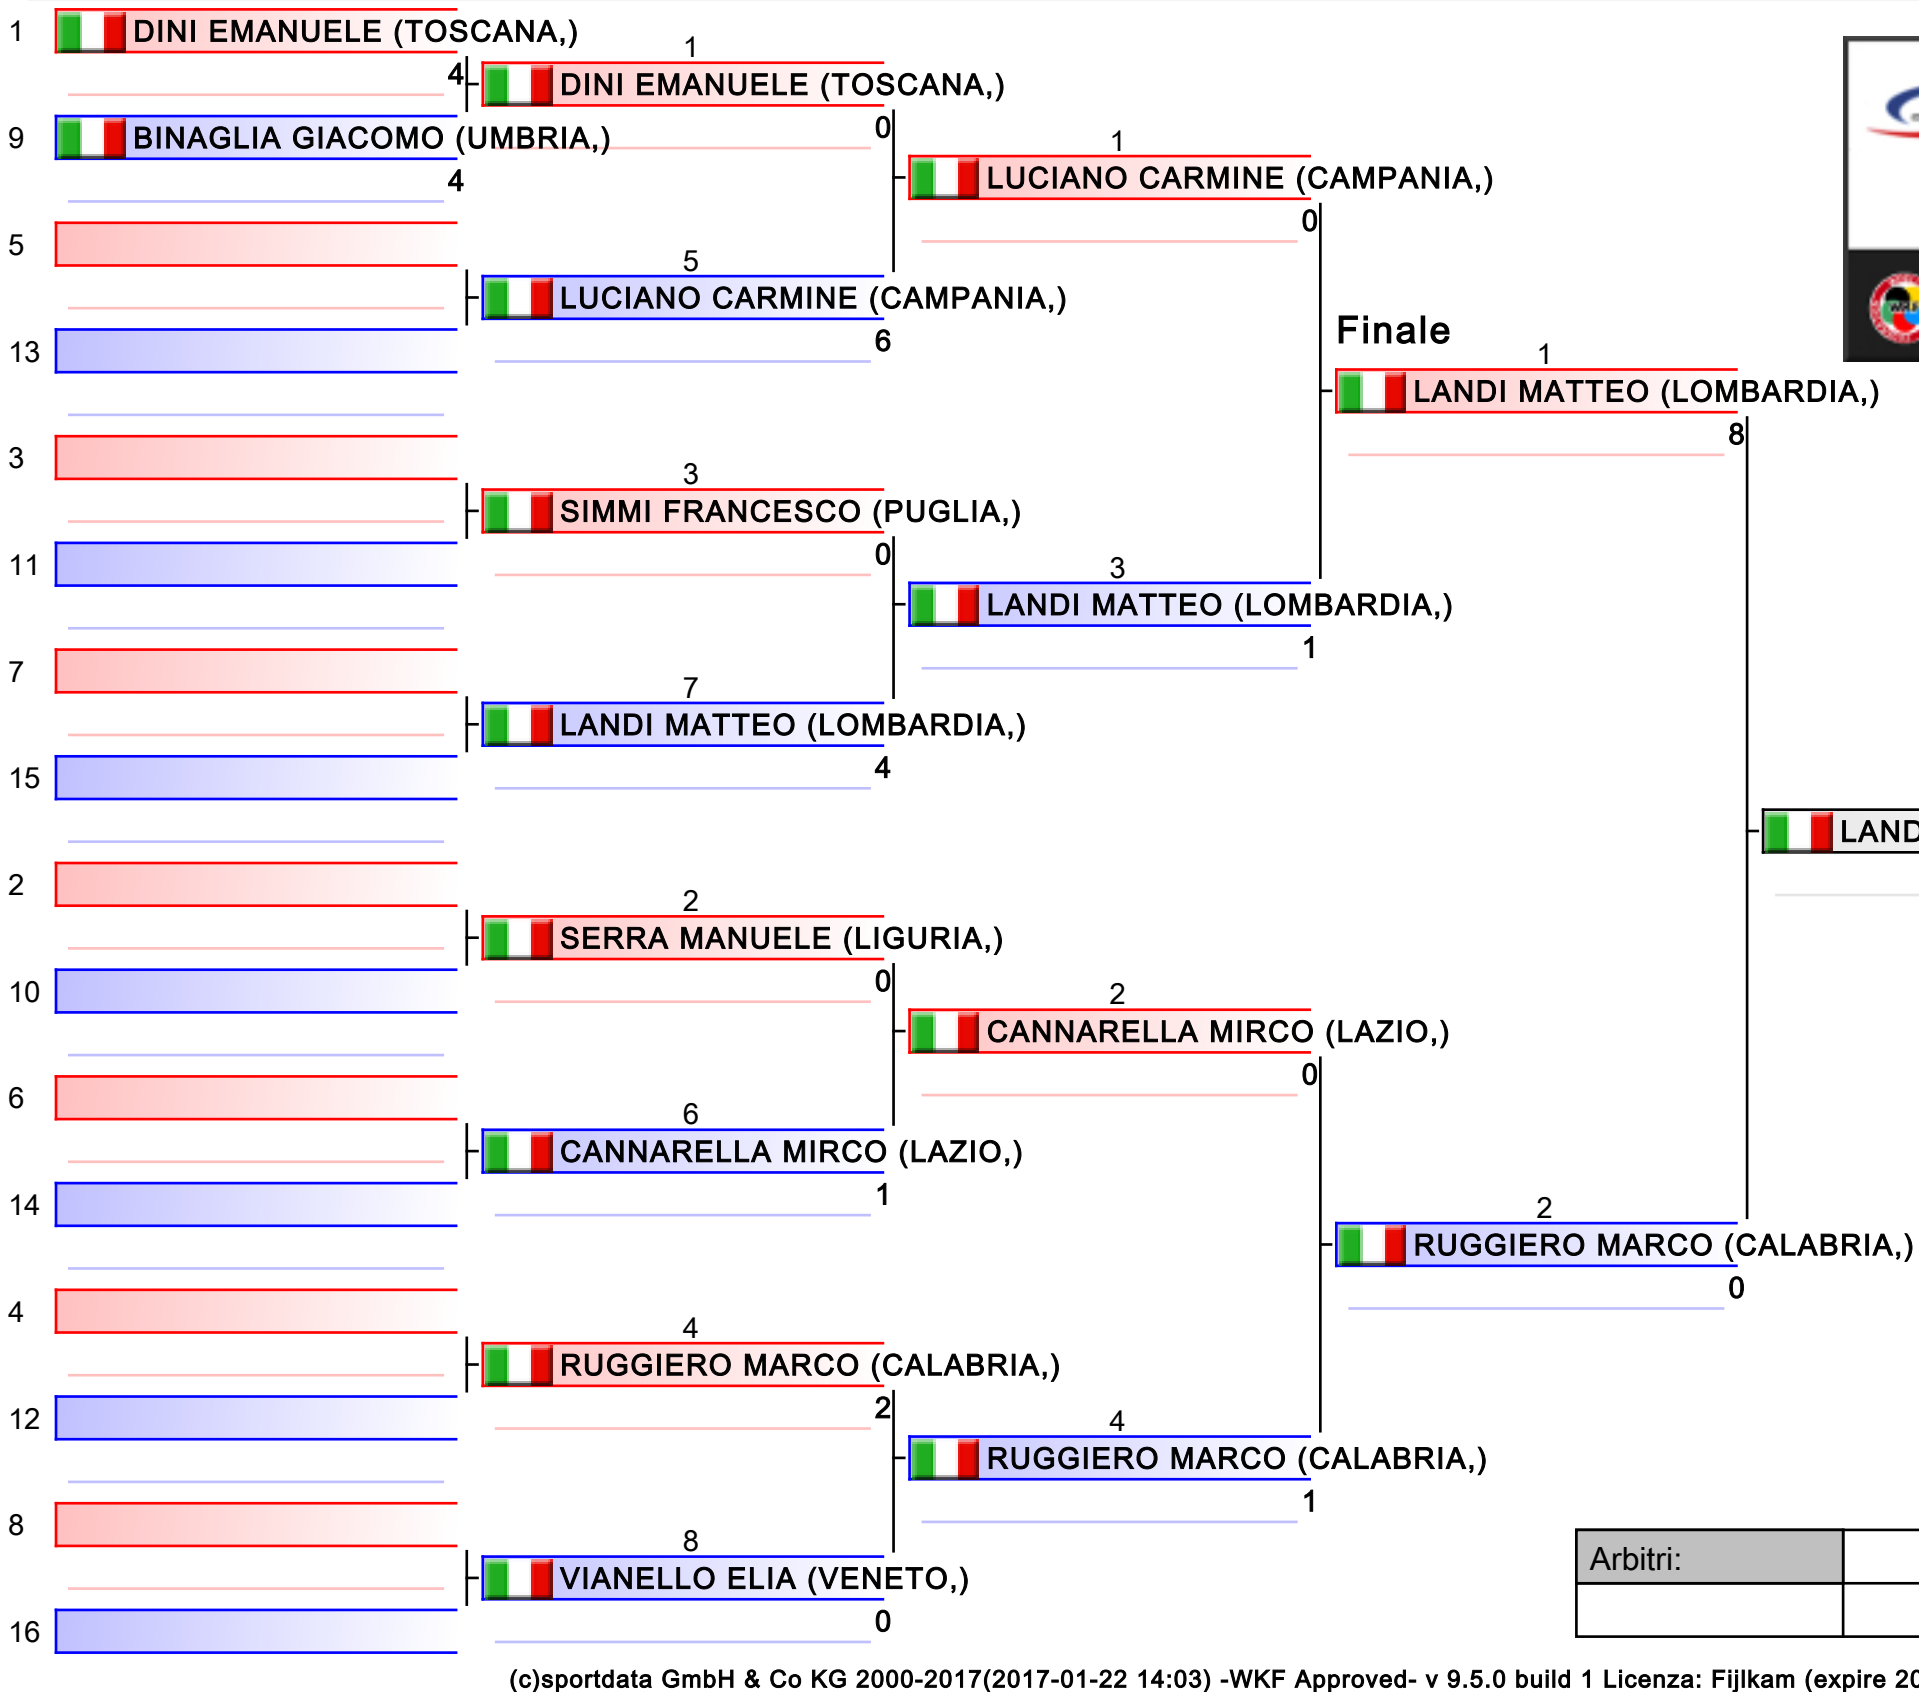 1 DINI EMANUELE (TOSCANA,)
4
9 BINAGLIA GIACOMO (UMBRIA,)
4
5
13
3
11
7
15
2
10
6
14
4
12
8
16
1
DINI EMANUELE (TOSCANA,)
0
5
LUCIANO CARMINE (CAMPANIA,)
6
3
SIMMI FRANCESCO (PUGLIA,)
0
7
LANDI MATTEO (LOMBARDIA,)
4
2
SERRA MANUELE (LIGURIA,)
0
6
CANNARELLA MIRCO (LAZIO,)
1
4
RUGGIERO MARCO (CALABRIA,)
2
8
VIANELLO ELIA (VENETO,)
0
1
LUCIANO CARMINE (CAMPANIA,)
0
3
LANDI MATTEO (LOMBARDIA,)
1
2
CANNARELLA MIRCO (LAZIO,)
0
4
RUGGIERO MARCO (CALABRIA,)
1
Finale
1
LANDI MATTEO (LOMBARDIA,)
8
2
RUGGIERO MARCO (CALABRIA,)
0
LAND
Arbitri:
(c)sportdata GmbH & Co KG 2000-2017(2017-01-22 14:03) -WKF Approved- v 9.5.0 build 1 Licenza: Fijlkam (expire 20